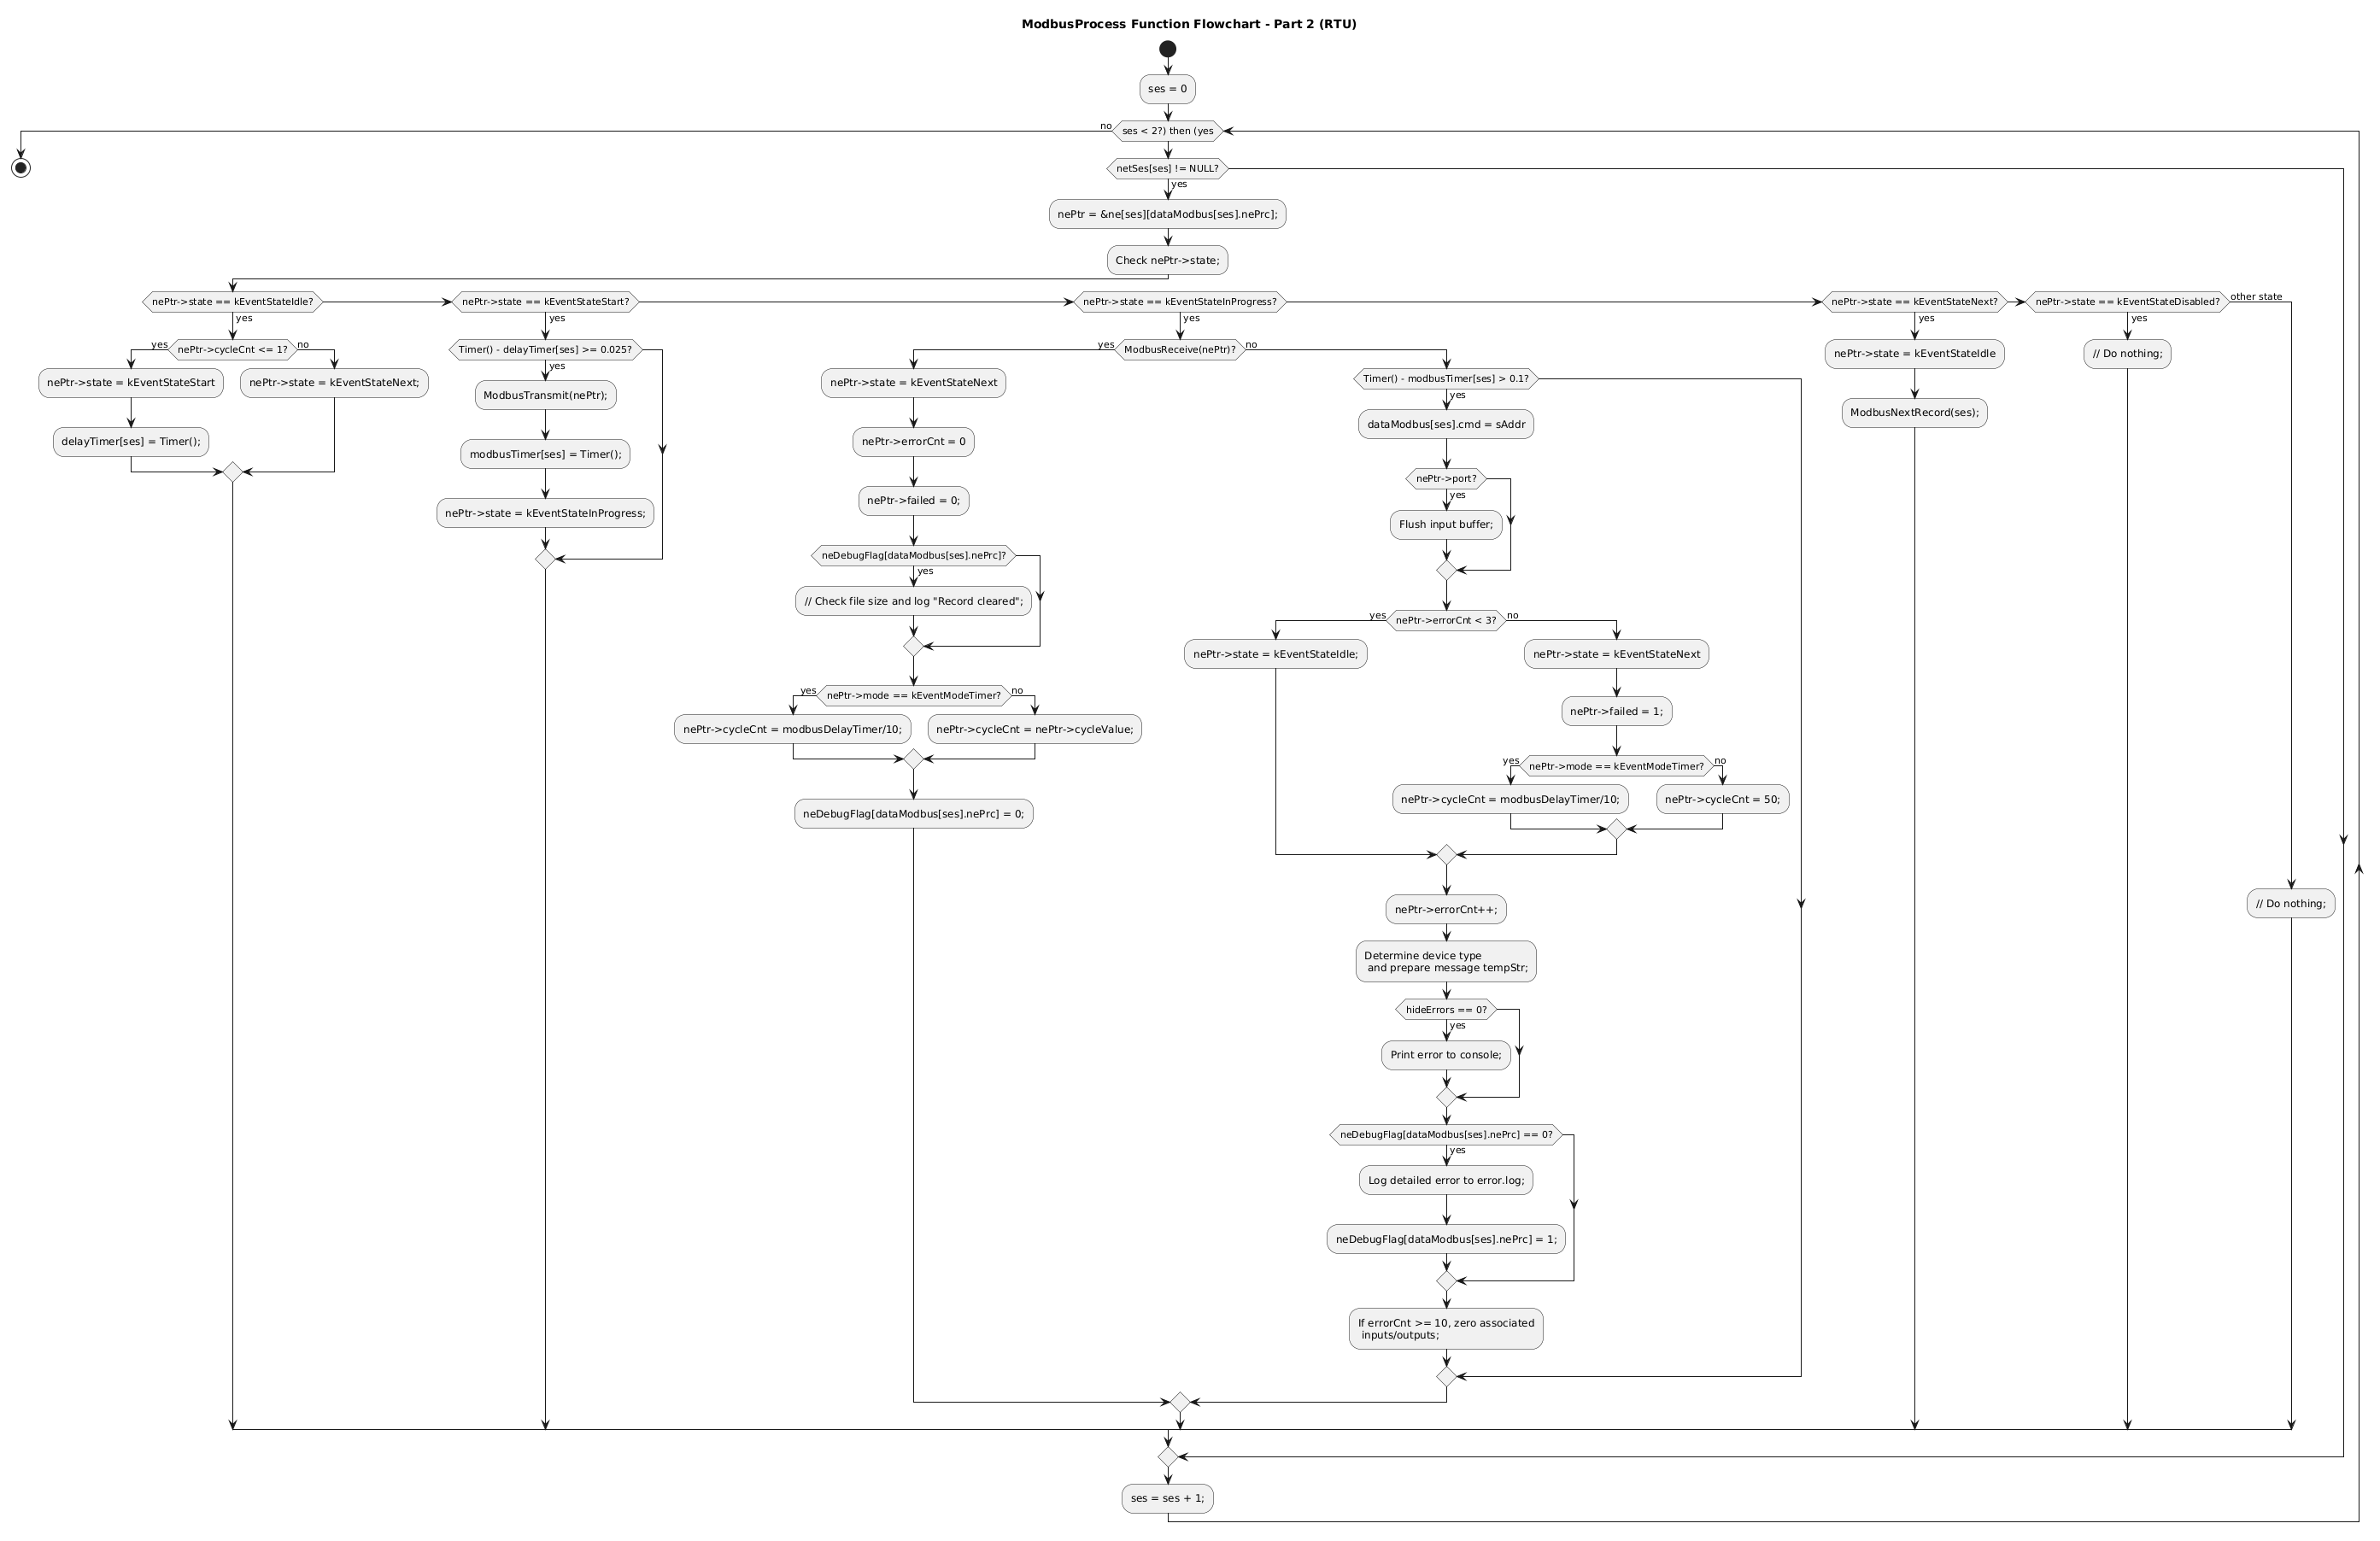 ModbusProcess Function Flowchart - Part 2 (RTU)
ses = 0
no
ses < 2?) then (yes
netSes[ses] != NULL?
yes
nePtr = &ne[ses][dataModbus[ses].nePrc];
Check nePtr->state;
nePtr->state == kEventStateIdle?
yes
nePtr->cycleCnt <= 1?
yes
no
nePtr->state = kEventStateStart
delayTimer[ses] = Timer();
nePtr->state = kEventStateNext;
nePtr->state == kEventStateStart?
yes
Timer() - delayTimer[ses] >= 0.025?
yes
ModbusTransmit(nePtr);
modbusTimer[ses] = Timer();
nePtr->state = kEventStateInProgress;
nePtr->state == kEventStateInProgress?
yes
ModbusReceive(nePtr)?
yes
no
nePtr->state = kEventStateNext
nePtr->errorCnt = 0
nePtr->failed = 0;
neDebugFlag[dataModbus[ses].nePrc]?
yes
// Check file size and log "Record cleared";
nePtr->mode == kEventModeTimer?
yes
no
nePtr->cycleCnt = modbusDelayTimer/10;
nePtr->cycleCnt = nePtr->cycleValue;
neDebugFlag[dataModbus[ses].nePrc] = 0;
Timer() - modbusTimer[ses] > 0.1?
yes
dataModbus[ses].cmd = sAddr
nePtr->port?
yes
Flush input buffer;
nePtr->errorCnt < 3?
yes
no
nePtr->state = kEventStateIdle;
nePtr->state = kEventStateNext
nePtr->failed = 1;
nePtr->mode == kEventModeTimer?
yes
no
nePtr->cycleCnt = modbusDelayTimer/10;
nePtr->cycleCnt = 50;
nePtr->errorCnt++;
Determine device type
and prepare message tempStr;
hideErrors == 0?
yes
Print error to console;
neDebugFlag[dataModbus[ses].nePrc] == 0?
yes
Log detailed error to error.log;
neDebugFlag[dataModbus[ses].nePrc] = 1;
If errorCnt >= 10, zero associated
inputs/outputs;
nePtr->state == kEventStateNext?
yes
nePtr->state = kEventStateIdle
ModbusNextRecord(ses);
nePtr->state == kEventStateDisabled?
yes
// Do nothing;
other state
// Do nothing;
ses = ses + 1;